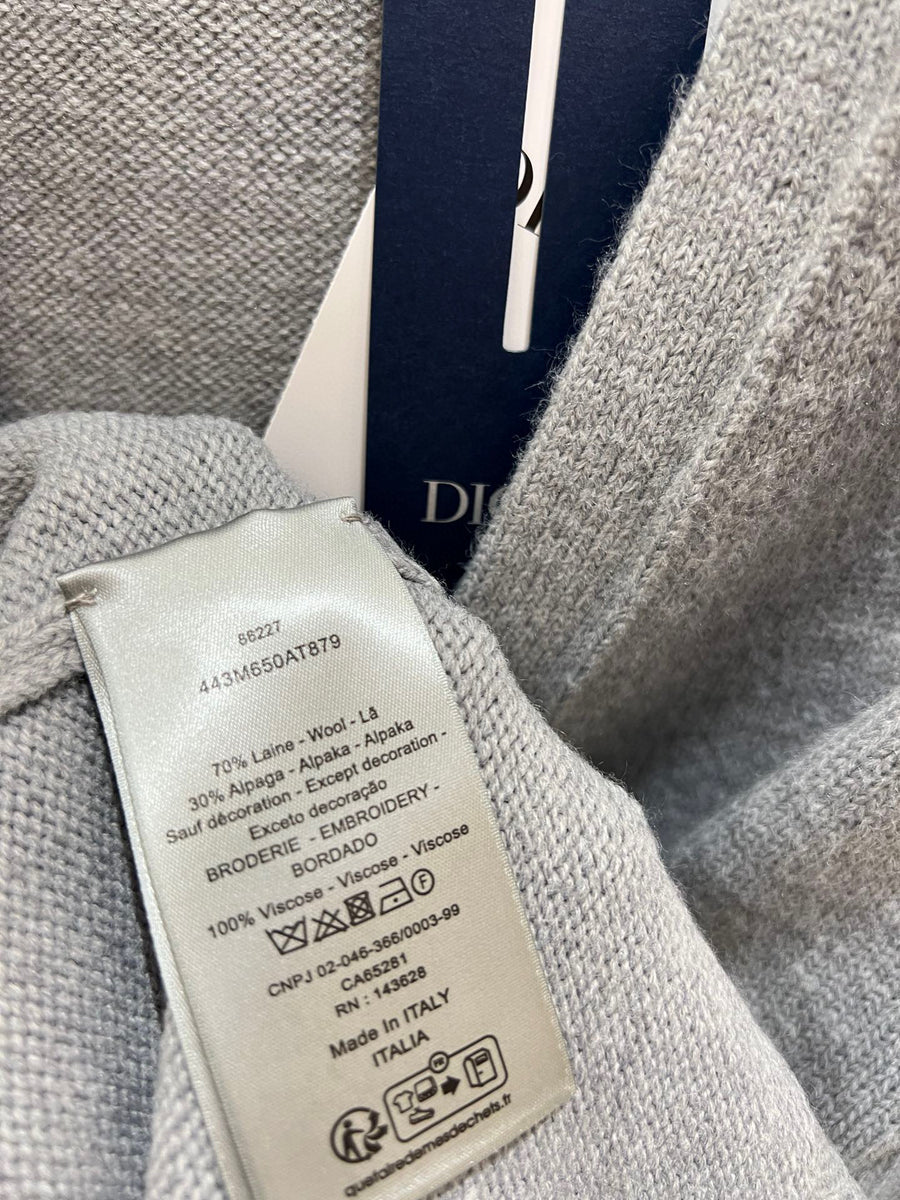 DIO
66227
443M650AT879
70% Laine - Wool - Lã
30% Alpaga - Alpaka - Alpaka
Sauf décoration - Except decoration -
Exceto decoração
BRODERIE - EMBROIDERY -
BORDADO
100% Viscose - Viscose - Viscose
F
CNPJ 02-046-366/0003-99
CA65281
RN : 143628
Made In ITALY
ITALIA
FR
quefairedemesdechets.fr